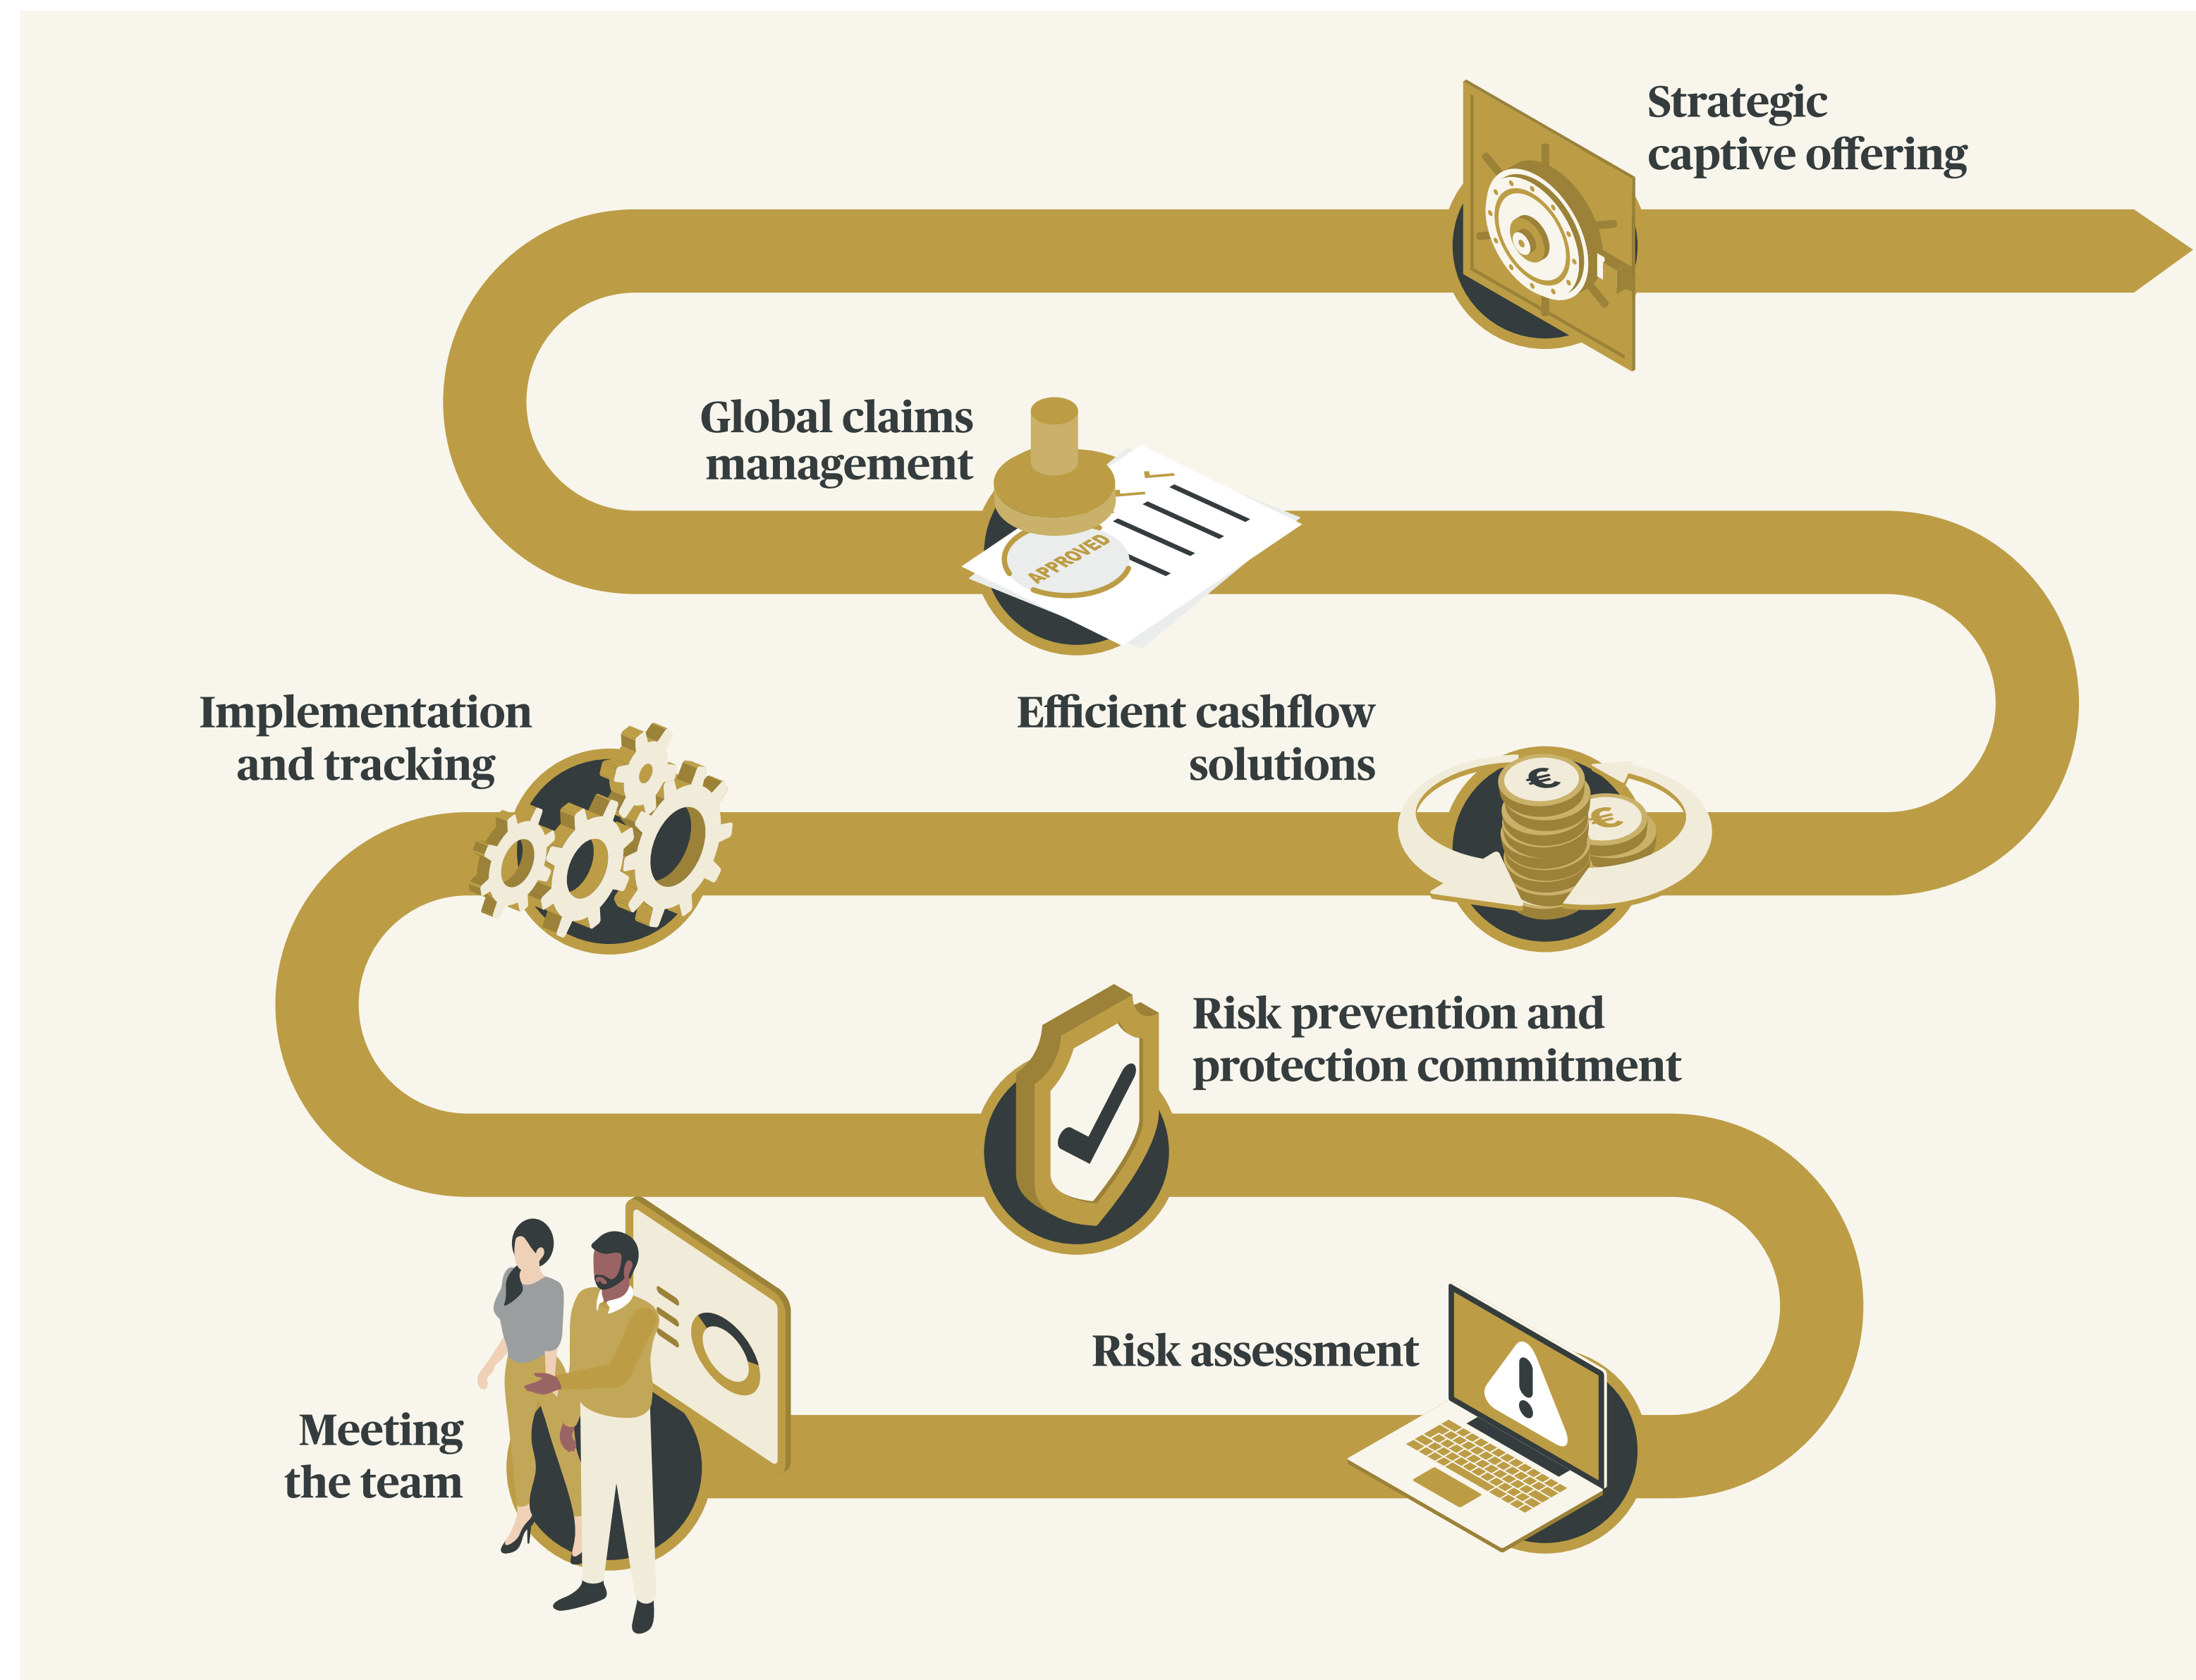 Strategic
captive offering
Global claims
management
APPROVED
Implementation
and tracking
Efficient cashflow
solutions
€
€
Risk prevention and
protection commitment
Risk assessment
Meeting
the team